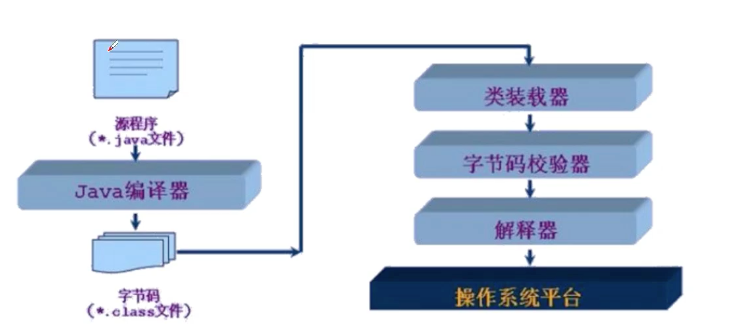 源程序
(*.java文件)
Java编译器
字节码
(*.class文件)
类装载器
字节码校验器
解释器
操作系统平台